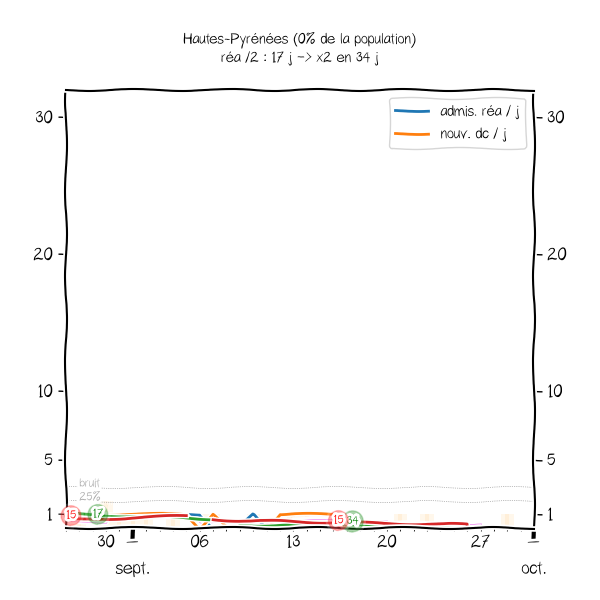 Hautes-Pyrénées (0% de la population)
réa /2 : 17 j -> x2 en 34 j
admis. réa / j
nouv. dc / j
30
30
20
20
10
10
5
5
bruit
25%
1
1
15
17
15
34
30
06
13
20
27
sept.
oct.